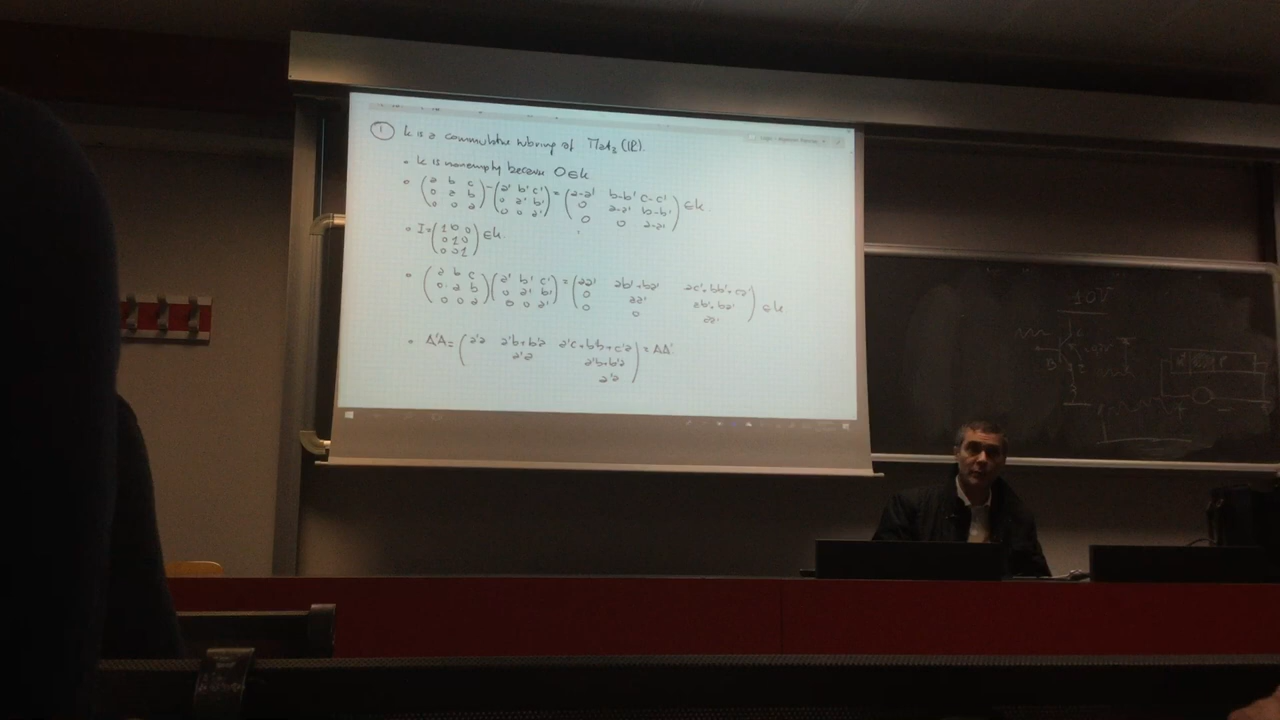 ① k is a commutative subring of Mat₃(ℝ).
• k is nonempty because 0∈k
• (a b c / 0 a b / 0 0 a) - (a' b' c' / 0 a' b' / 0 0 a') = (a-a' b-b' c-c' / 0 a-a' b-b' / 0 0 a-a') ∈ k.
• I = (1 0 0 / 0 1 0 / 0 0 1) ∈ k.
• (a b c / 0 a b / 0 0 a) (a' b' c' / 0 a' b' / 0 0 a') = (aa' ab'+ba' ac'+bb'+ca' / 0 aa' ab'+ba' / 0 0 aa') ∈ k
• A'A = (a'a a'b+b'a a'c+b'b+c'a / a'a a'b+b'a / a'a) = AA'.
10V